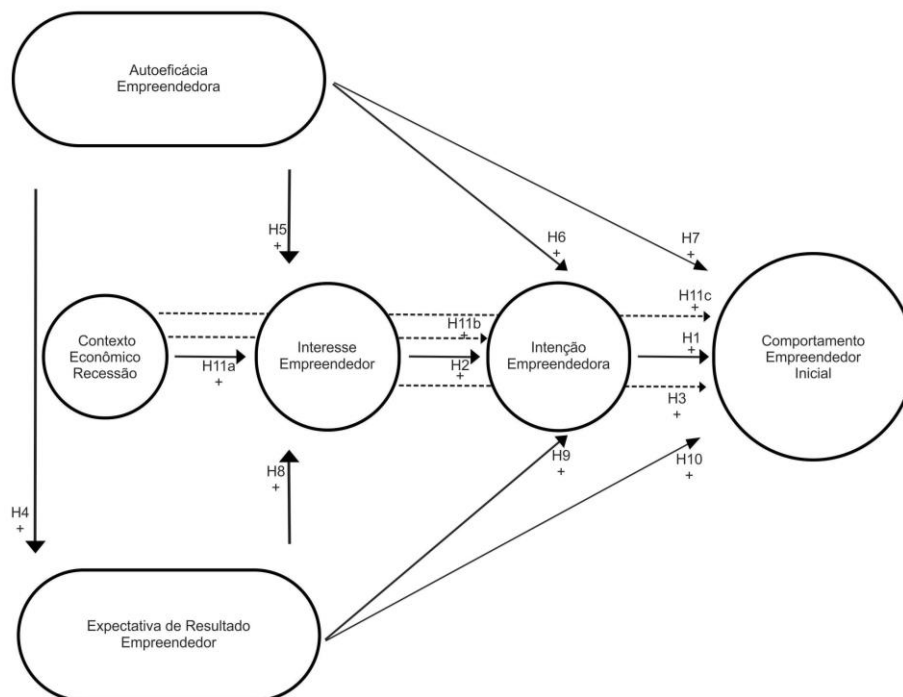 Autoeficácia
Empreendedora
H5
+
H6
+
H7
+
H11c
+
H11b
+
Contexto
Econômico
Recessão
H11a
+
Interesse
Empreendedor
H2
+
Intenção
Empreendedora
H1
+
Comportamento
Empreendedor
Inicial
H3
+
H4
+
H8
+
H9
+
H10
+
Expectativa de Resultado
Empreendedor